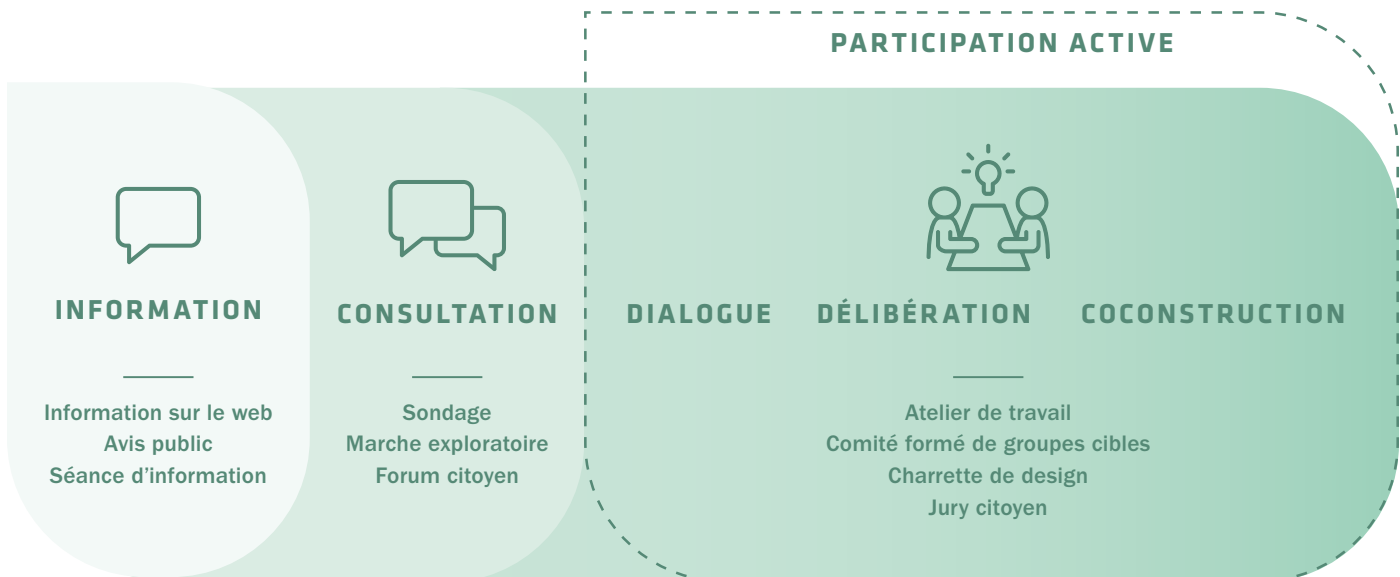 PARTICIPATION ACTIVE
INFORMATION
Information sur le web
Avis public
Séance d'information
CONSULTATION
Sondage
Marche exploratoire
Forum citoyen
DIALOGUE DÉLIBÉRATION COCONSTRUCTION
Atelier de travail
Comité formé de groupes cibles
Charrette de design
Jury citoyen